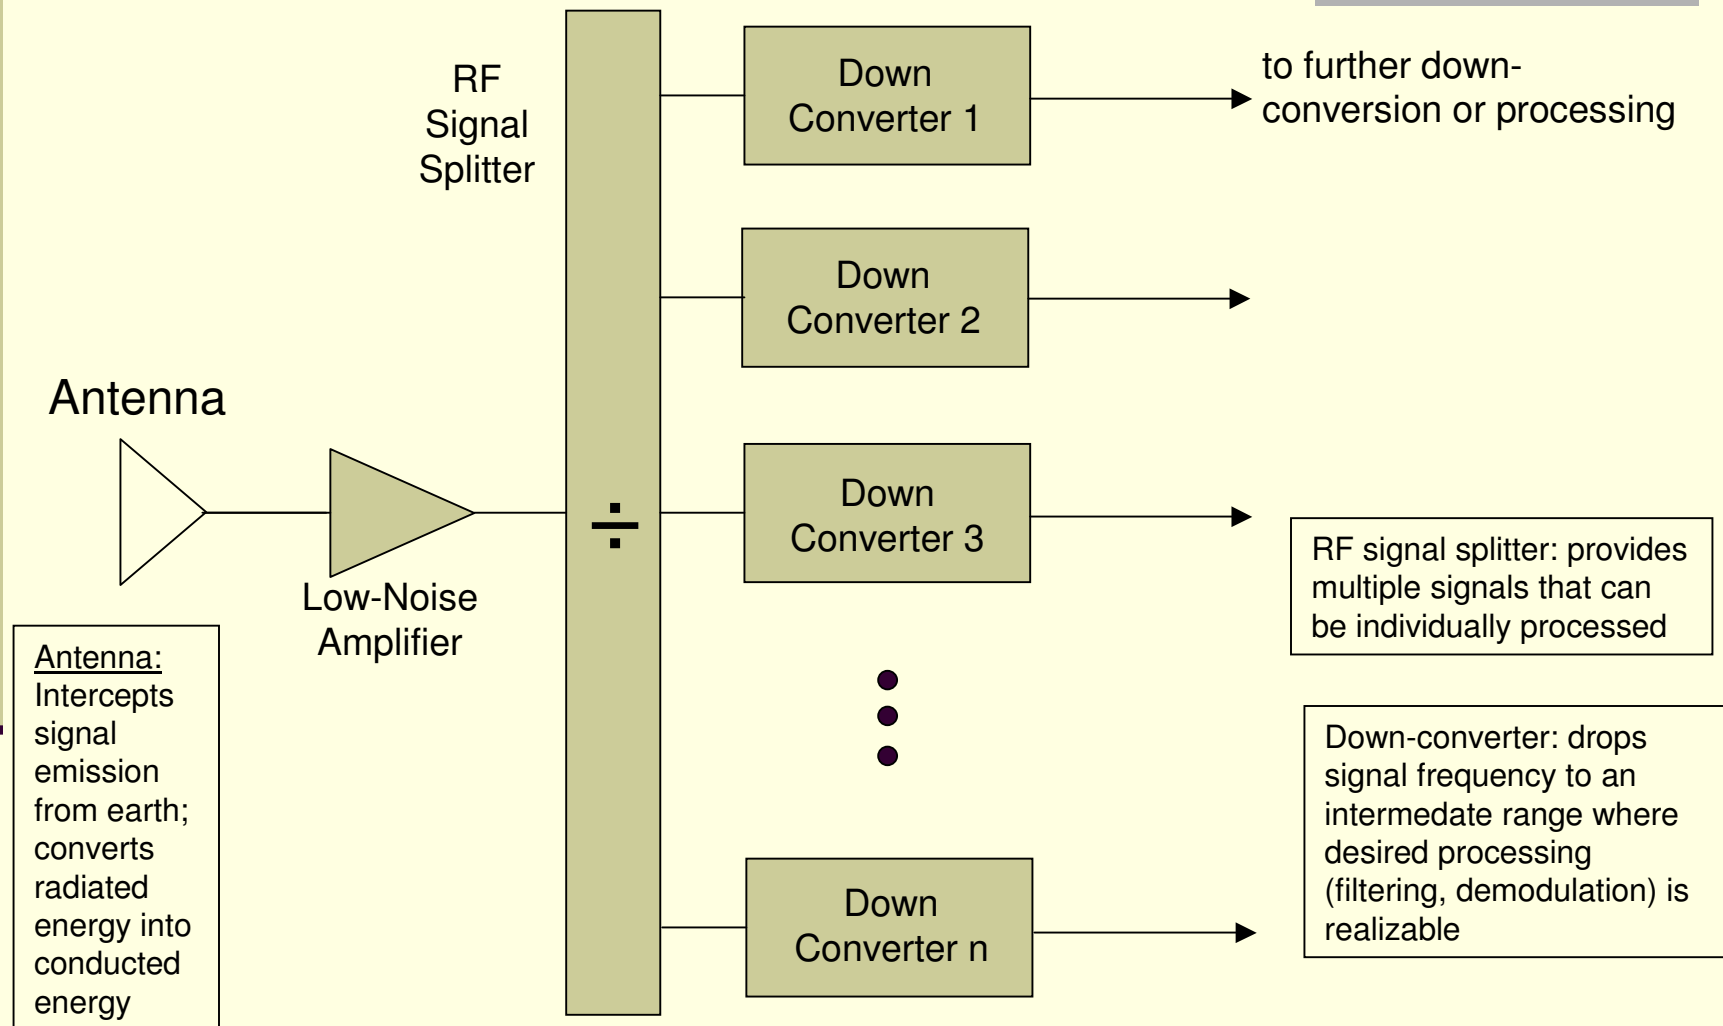 RF
Signal
Splitter
Down
Converter 1
to further down-
conversion or processing
Down
Converter 2
Antenna
Low-Noise
Amplifier
÷
Down
Converter 3
RF signal splitter: provides
multiple signals that can
be individually processed
Antenna:
Intercepts
signal
emission
from earth;
converts
radiated
energy into
conducted
energy
Down-converter: drops
signal frequency to an
intermedate range where
desired processing
(filtering, demodulation) is
realizable
Down
Converter n